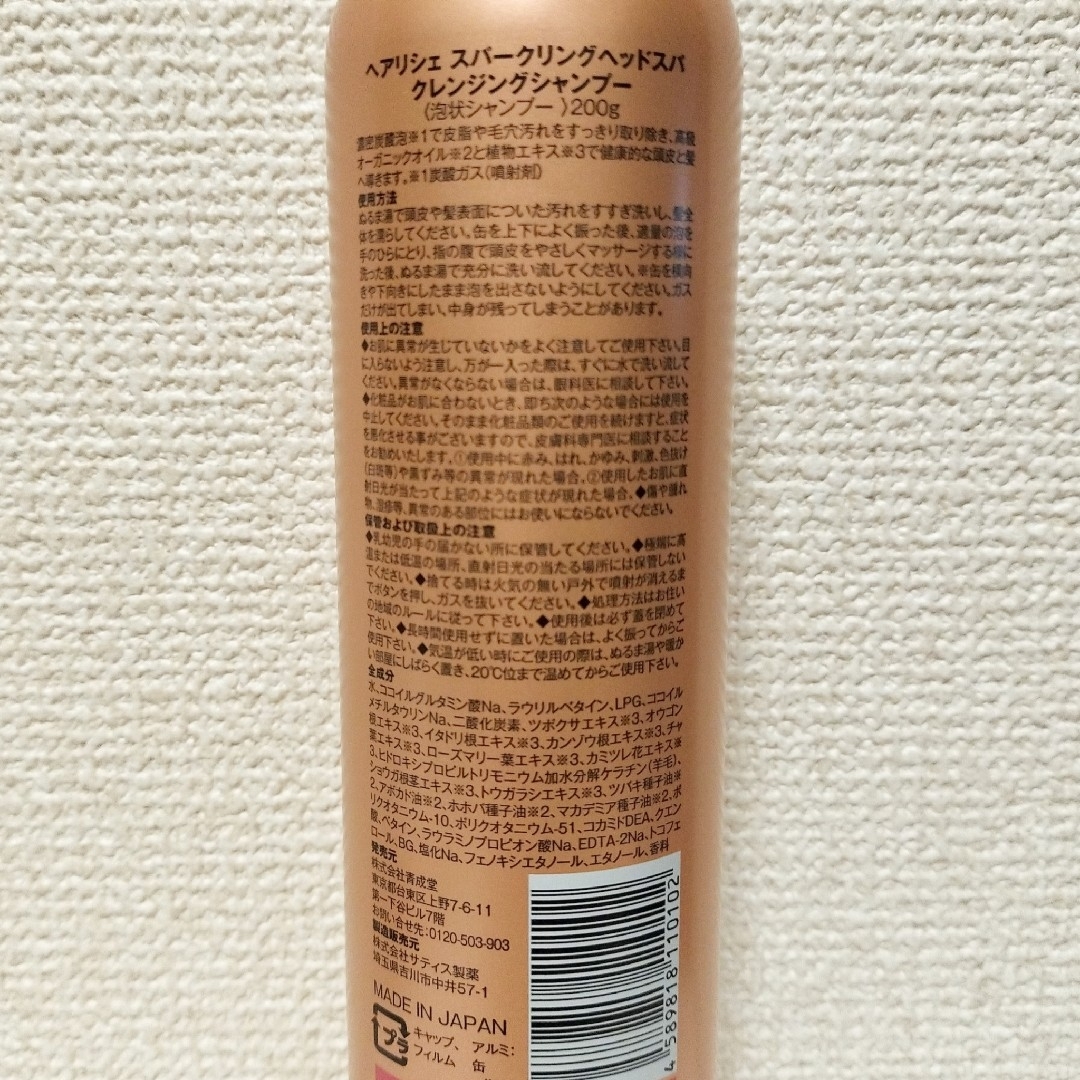 ヘアリシェ スパークリングヘッドスパ
クレンジングシャンプー
(泡状シャンプー )200g
濃密炭酸泡※1で皮脂や毛穴汚れをすっきり取り除き、高級
オーガニックオイル※2と植物エキス※3で健康的な頭皮と髪
へ導きます。※1炭酸ガス(噴射剤)
使用方法
ぬるま湯で頭皮や髪表面についた汚れをすすぎ洗いし、髪全
体を濡らしてください。缶を上下によく振った後、適量の泡を
手のひらにとり、指の腹で頭皮をやさしくマッサージする様に
洗った後、ぬるま湯で充分に洗い流してください。※缶を横向
きや下向きにしたまま泡を出さないようにしてください。ガス
だけが出てしまい、中身が残ってしまうことがあります。
使用上の注意
◆お肌に異常が生じていないかをよく注意してご使用下さい。目
に入らないよう注意し、万が一入った際は、すぐに水で洗い流して
ください。異常がなくならない場合は、眼科医に相談して下さい。
◆化粧品がお肌に合わないとき、即ち次のような場合には使用を
中止してください。そのまま化粧品類のご使用を続けますと、症状
を悪化させる事がございますので、皮膚科専門医に相談すること
をお勧めいたします。①使用中に赤み、はれ、かゆみ、刺激、色抜け
(白斑等)や黒ずみ等の異常が現れた場合。②使用したお肌に直
射日光が当たって上記のような症状が現れた場合。◆傷や腫れ
物、湿疹等、異常のある部位にはお使いにならないでください。
保管および取扱上の注意
◆乳幼児の手の届かない所に保管してください。◆極端に高
温または低温の場所、直射日光の当たる場所には保管しない
でください。◆捨てる時は火気の無い戸外で噴射が消えるま
でボタンを押し、ガスを抜いてください。◆処理方法はお住い
の地域のルールに従って下さい。◆使用後は必ず蓋を閉めて
下さい。◆長時間使用せずに置いた場合は、よく振ってからご
使用下さい。◆気温が低い時にご使用の際は、ぬるま湯や暖か
い部屋にしばらく置き、20℃位まで温めてからご使用下さい。
全成分
水、ココイルグルタミン酸Na、ラウリルベタイン、LPG、ココイル
メチルタウリンNa、二酸化炭素、ツボクサエキス※3、オウゴン
根エキス※3、イタドリ根エキス※3、カンゾウ根エキス※3、チャ
葉エキス※3、ローズマリー葉エキス※3、カミツレ花エキス※
3、ヒドロキシプロピルトリモニウム加水分解ケラチン(羊毛)、
ショウガ根茎エキス※3、トウガラシエキス※3、ツバキ種子油※
2、アボカド油※2、ホホバ種子油※2、マカデミア種子油※2、ポ
リクオタニウム-10、ポリクオタニウム-51、コカミドDEA、クエン
酸、ベタイン、ラウラミノプロピオン酸Na、EDTA-2Na、トコフェ
ロール、BG、塩化Na、フェノキシエタノール、エタノール、香料
発売元
株式会社青成堂
東京都台東区上野7-6-11
第一下谷ビル7階
お問い合せ先:0120-503-903
製造販売元
株式会社サティス製薬
埼玉県吉川市中井57-1
MADE IN JAPAN
プラ
キャップ、 アルミ:
フィルム 缶
4 589818 110102